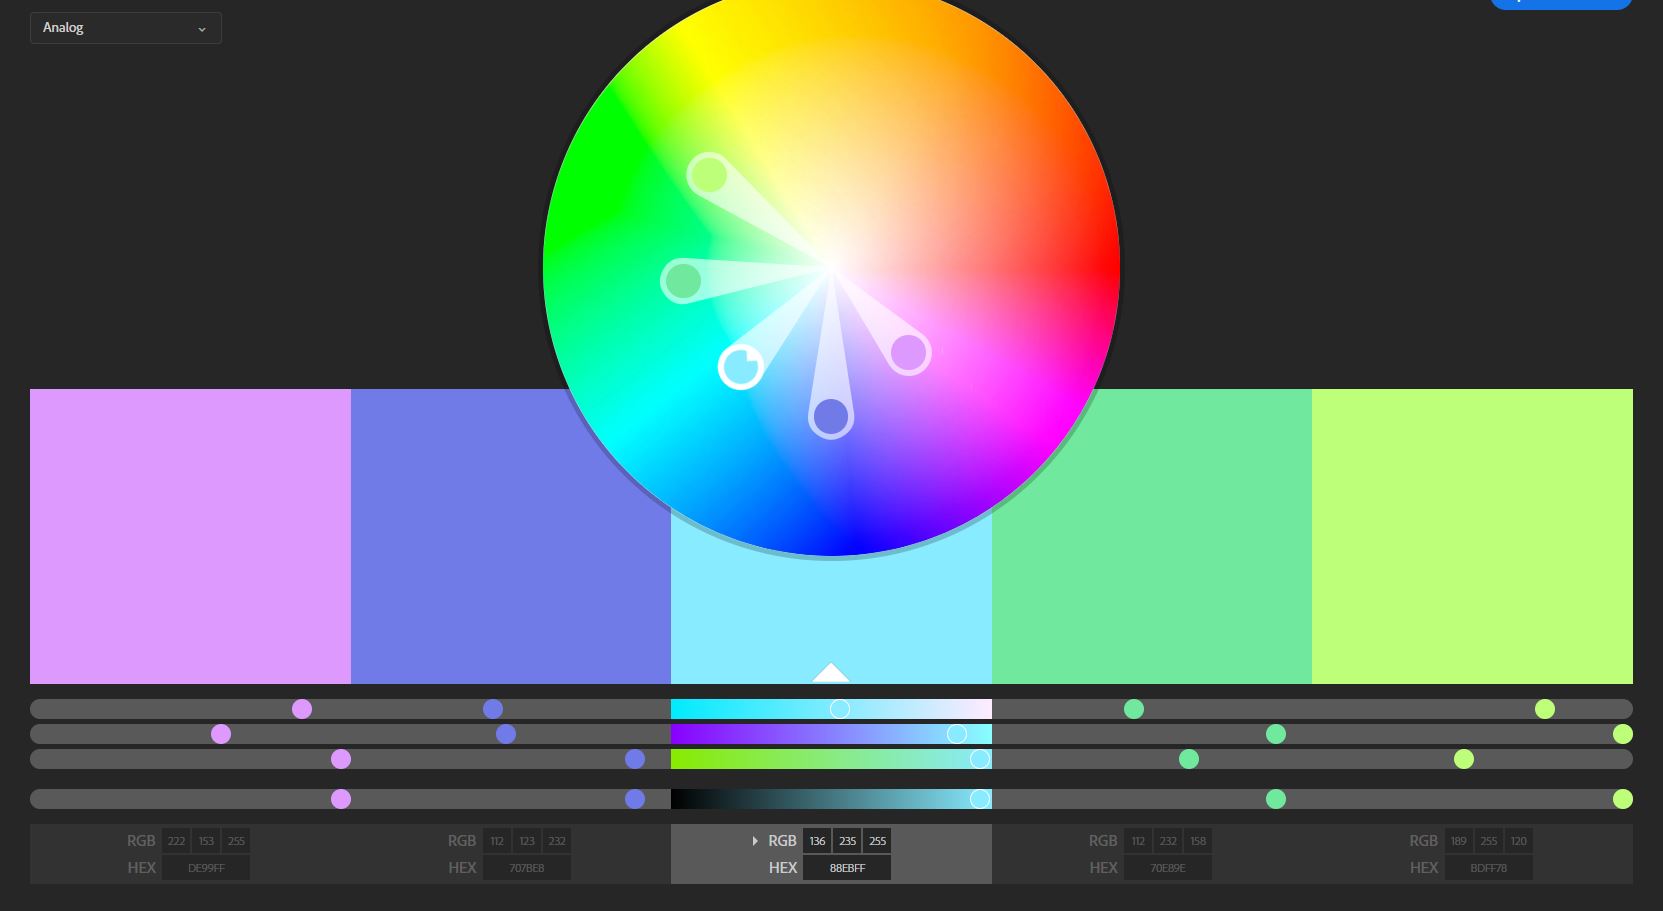 Analog
RGB 222 153 255
HEX DE99FF
RGB 112 123 232
HEX 707BE8
RGB 136 235 255
HEX 88EBFF
RGB 112 232 158
HEX 70E89E
RGB 189 255 120
HEX BDFF78